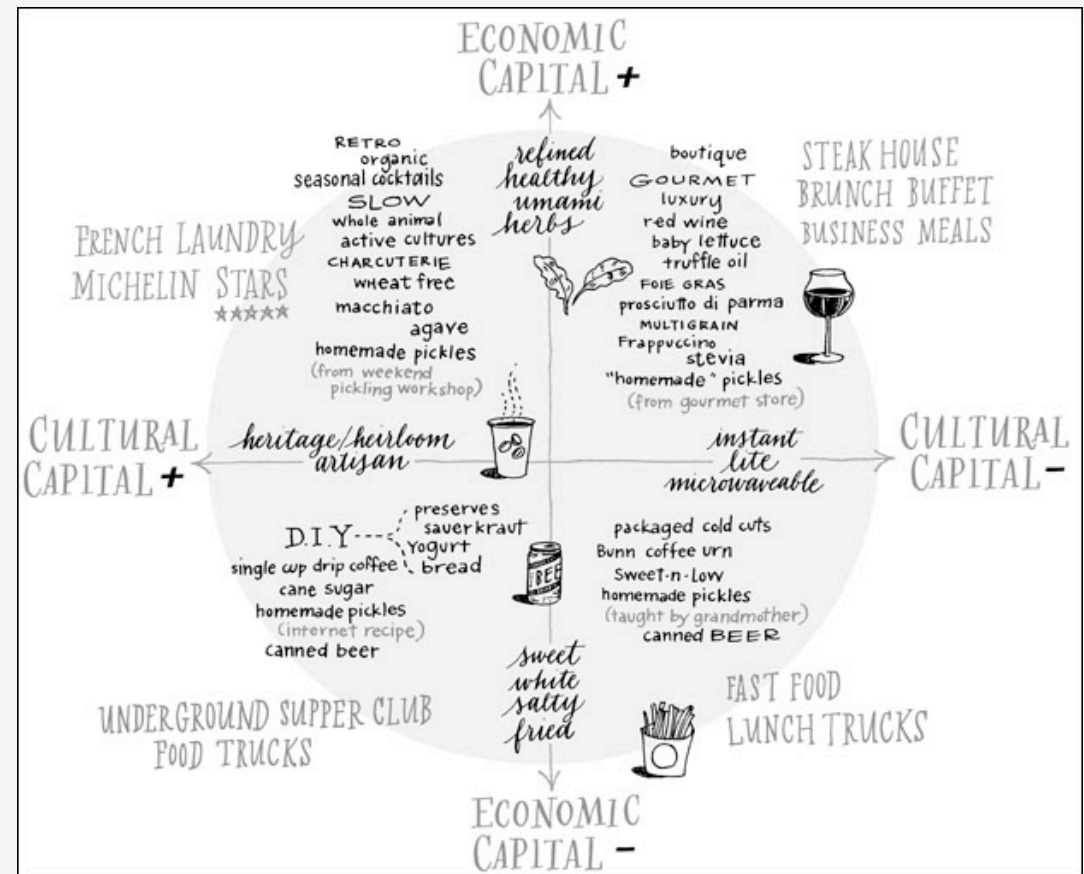 ECONOMIC
CAPITAL +
RETRO
organic
seasonal cocktails
SLOW
whole animal
active cultures
CHARCUTERIE
wheat free
macchiato
agave
homemade pickles
(from weekend
pickling workshop)
refined
healthy
umami
herbs
boutique
GOURMET
luxury
red wine
baby lettuce
truffle oil
FOIE GRAS
prosciutto di parma
MULTIGRAIN
Frappuccino
stevia
"homemade" pickles
(from gourmet store)
STEAK HOUSE
BRUNCH BUFFET
BUSINESS MEALS
FRENCH LAUNDRY
MICHELIN STARS
CULTURAL
CAPITAL +
heritage/heirloom
artisan
instant
lite
microwaveable
CULTURAL
CAPITAL -
D.I.Y
preserves
sauerkraut
Yogurt
bread
single cup drip coffee
cane sugar
homemade pickles
(internet recipe)
canned beer
BEE
packaged cold cuts
Bunn coffee urn
Sweet-n-Low
homemade pickles
(taught by grandmother)
canned BEER
sweet
white
salty
fried
UNDERGROUND SUPPER CLUB
FOOD TRUCKS
FAST FOOD
LUNCH TRUCKS
ECONOMIC
CAPITAL -